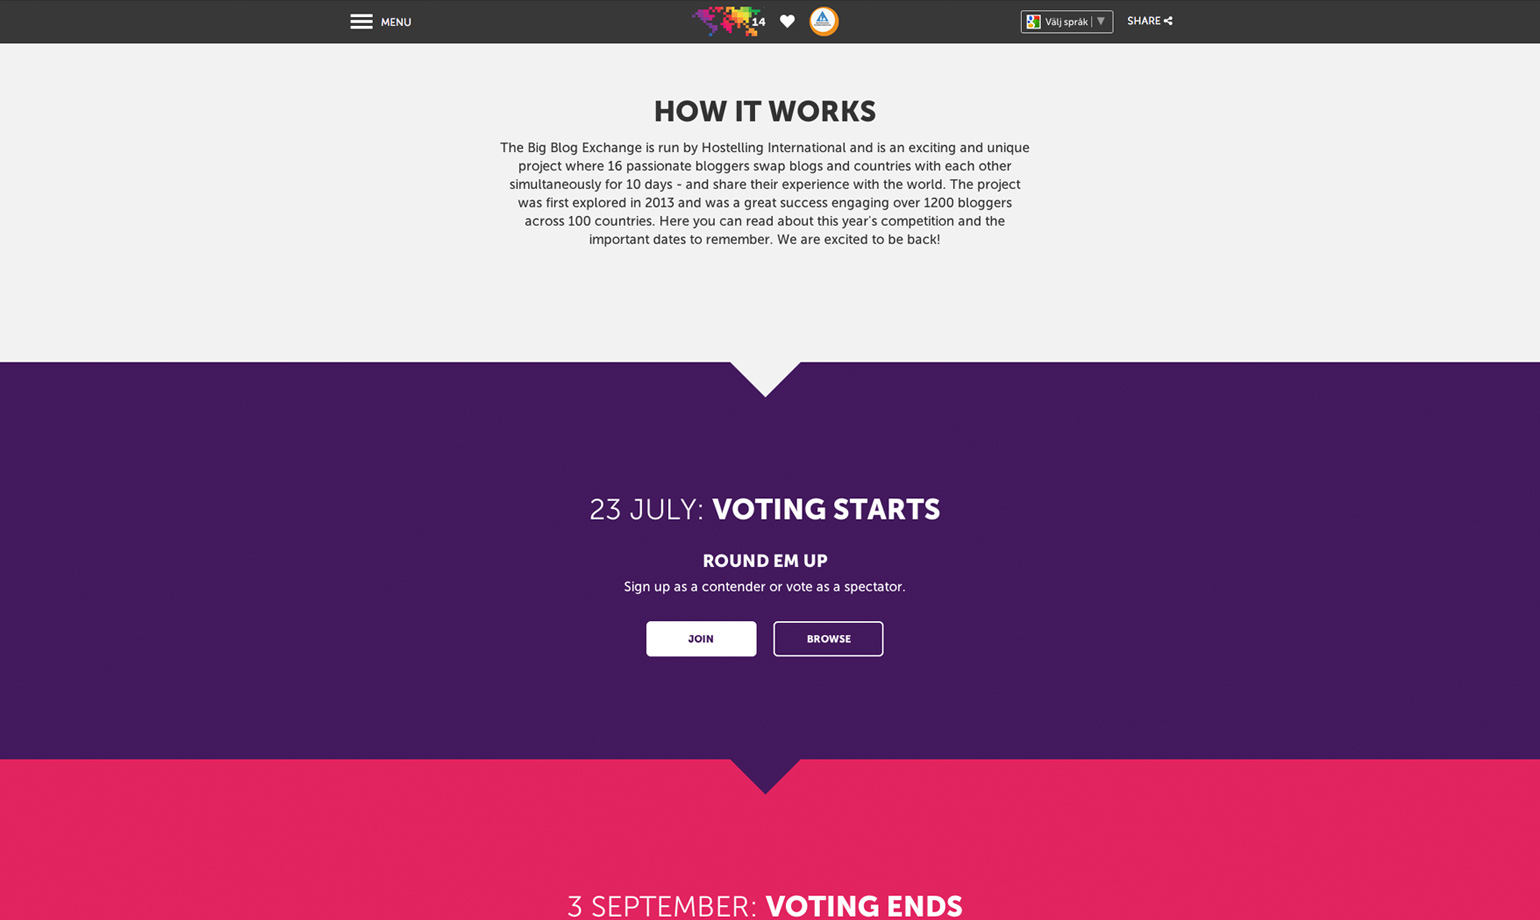 MENU
14
Välj språk
SHARE
HOW IT WORKS
The Big Blog Exchange is run by Hostelling International and is an exciting and unique
project where 16 passionate bloggers swap blogs and countries with each other
simultaneously for 10 days - and share their experience with the world. The project
was first explored in 2013 and was a great success engaging over 1200 bloggers
across 100 countries. Here you can read about this year's competition and the
important dates to remember. We are excited to be back!
23 JULY: VOTING STARTS
ROUND EM UP
Sign up as a contender or vote as a spectator.
JOIN
BROWSE
3 SEPTEMBER: VOTING ENDS